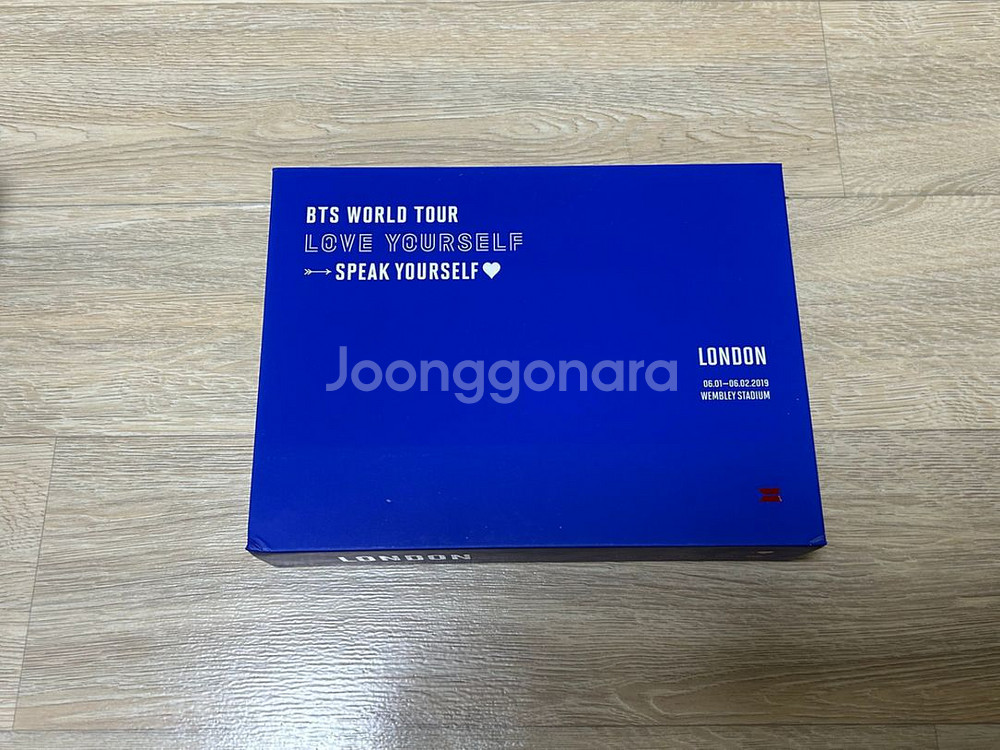 BTS WORLD TOUR
LOVE YOURSELF
SPEAK YOURSELF
LONDON
06.01–06.02.2019
WEMBLEY STADIUM
Joonggonara
LONDON